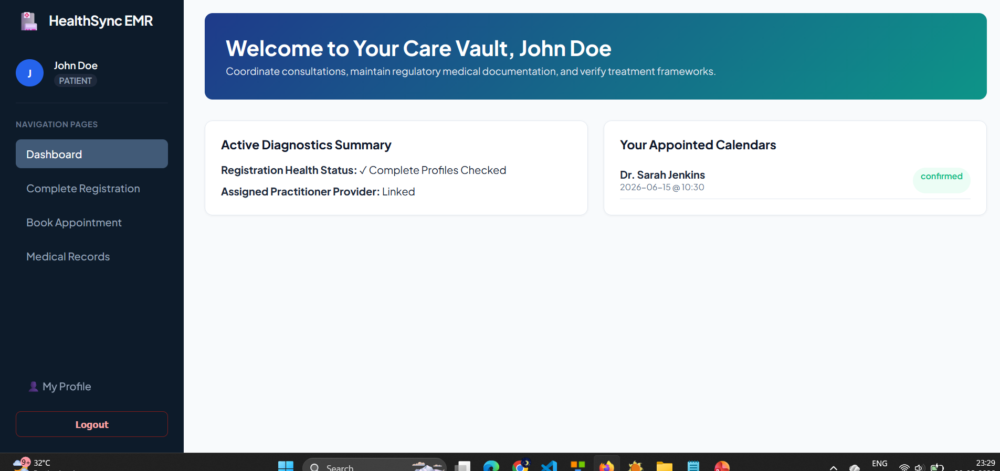 HealthSync EMR
J
John Doe
PATIENT
NAVIGATION PAGES
Dashboard
Complete Registration
Book Appointment
Medical Records
My Profile
Logout
Welcome to Your Care Vault, John Doe
Coordinate consultations, maintain regulatory medical documentation, and verify treatment frameworks.
Active Diagnostics Summary
Registration Health Status: ✓ Complete Profiles Checked
Assigned Practitioner Provider: Linked
Your Appointed Calendars
Dr. Sarah Jenkins
2026-06-15 @ 10:30
confirmed
9+
32°C
Search
ENG
23:29